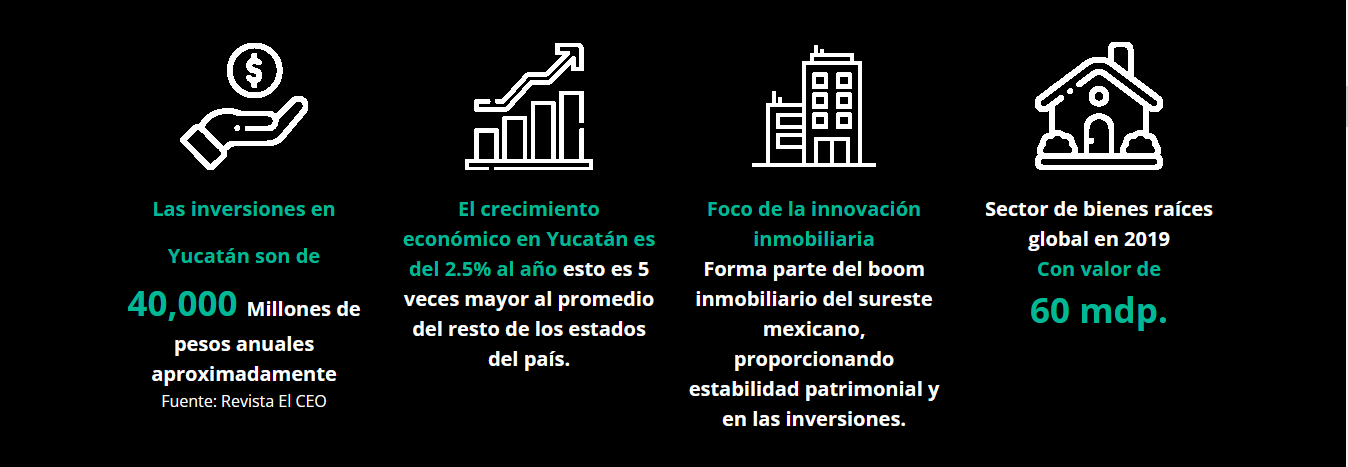 Las inversiones en
Yucatán son de
40,000 Millones de
pesos anuales
aproximadamente
Fuente: Revista El CEO
El crecimiento
económico en Yucatán es
del 2.5% al año esto es 5
veces mayor al promedio
del resto de los estados
del país.
Foco de la innovación
inmobiliaria
Forma parte del boom
inmobiliario del sureste
mexicano,
proporcionando
estabilidad patrimonial y
en las inversiones.
Sector de bienes raíces
global en 2019
Con valor de
60 mdp.